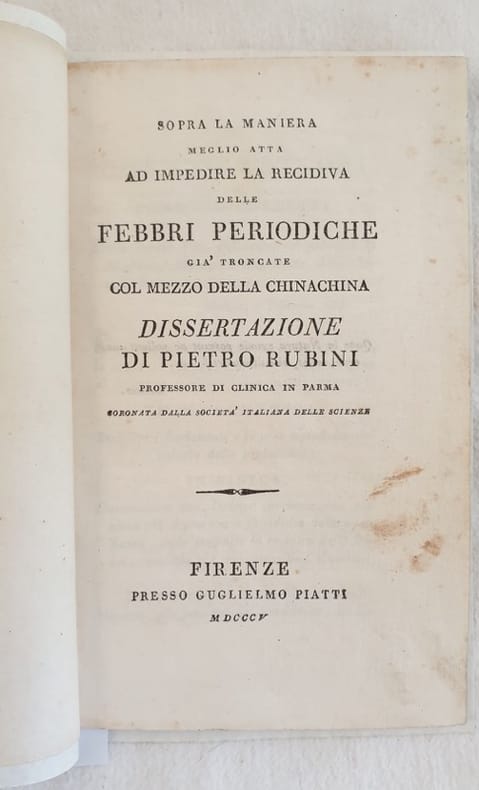 SOPRA LA MANIERA
MEGLIO ATTA
AD IMPEDIRE LA RECIDIVA
DELLE
FEBBRI PERIODICHE
GIA' TRONCATE
COL MEZZO DELLA CHINACHINA
DISSERTAZIONE
DI PIETRO RUBINI
PROFESSORE DI CLINICA IN PARMA
CORONATA DALLA SOCIETA' ITALIANA DELLE SCIENZE
FIRENZE
PRESSO GUGLIELMO PIATTI
MDCCCV